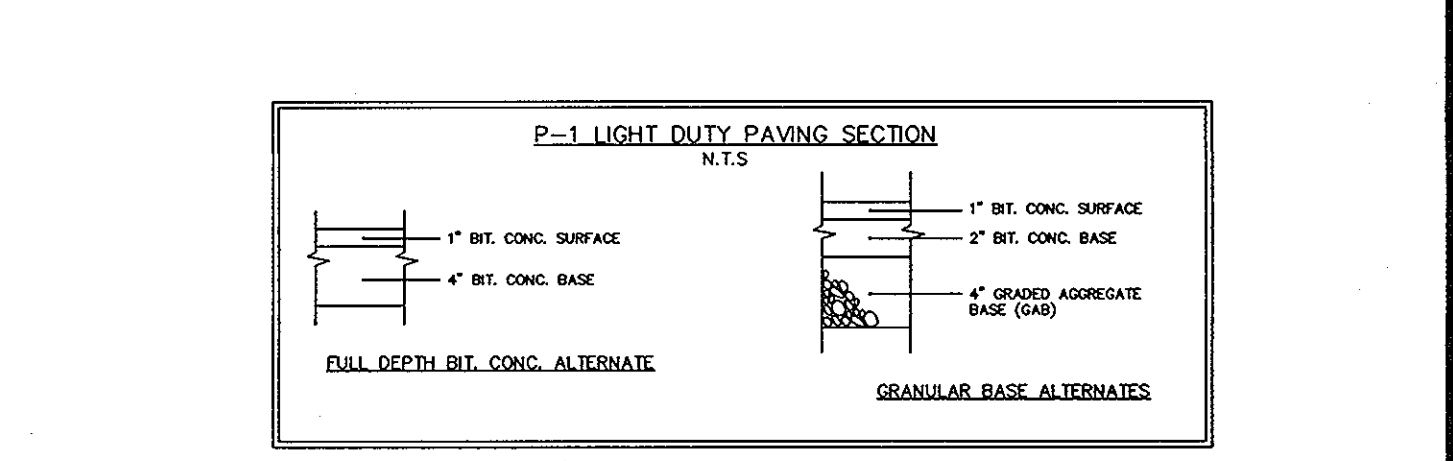 P-1 LIGHT DUTY PAVING SECTION
N.T.S
1" BIT. CONC. SURFACE
4" BIT. CONC. BASE
FULL DEPTH BIT. CONC. ALTERNATE
1" BIT. CONC. SURFACE
2" BIT. CONC. BASE
4" GRADED AGGREGATE
BASE (GAB)
GRANULAR BASE ALTERNATES